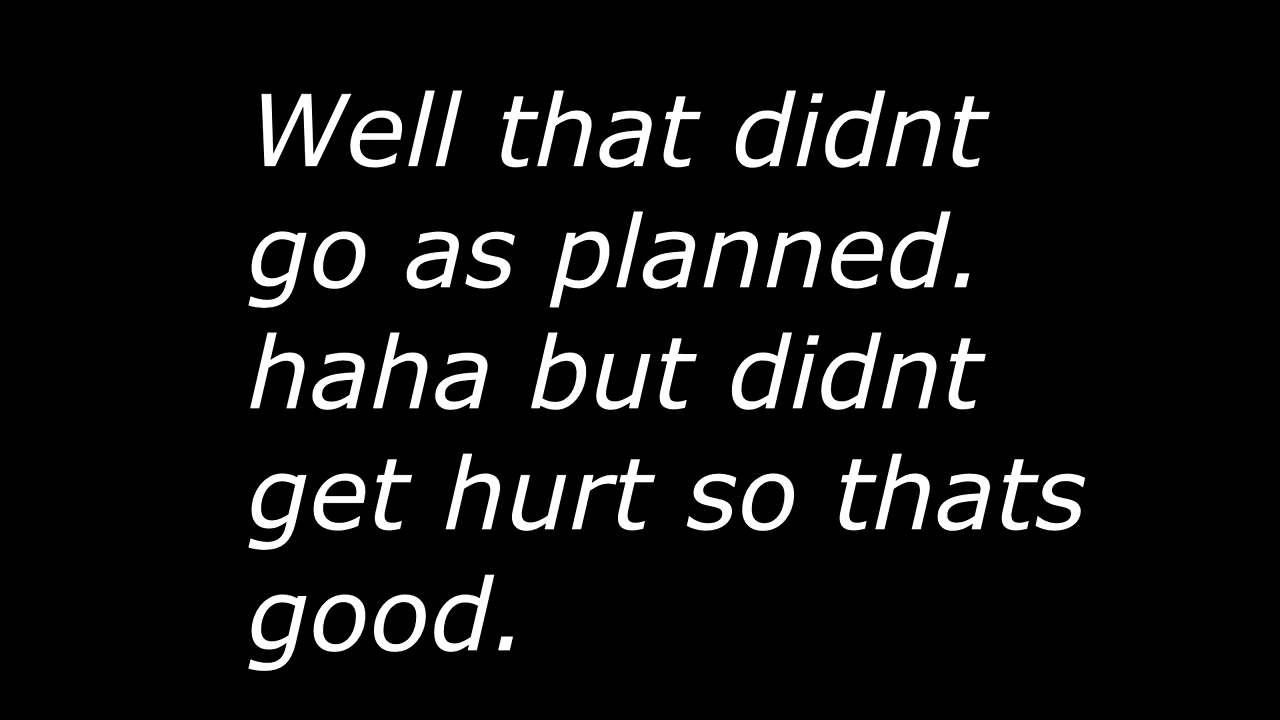 Well that didnt
go as planned.
haha but didnt
get hurt so thats
good.